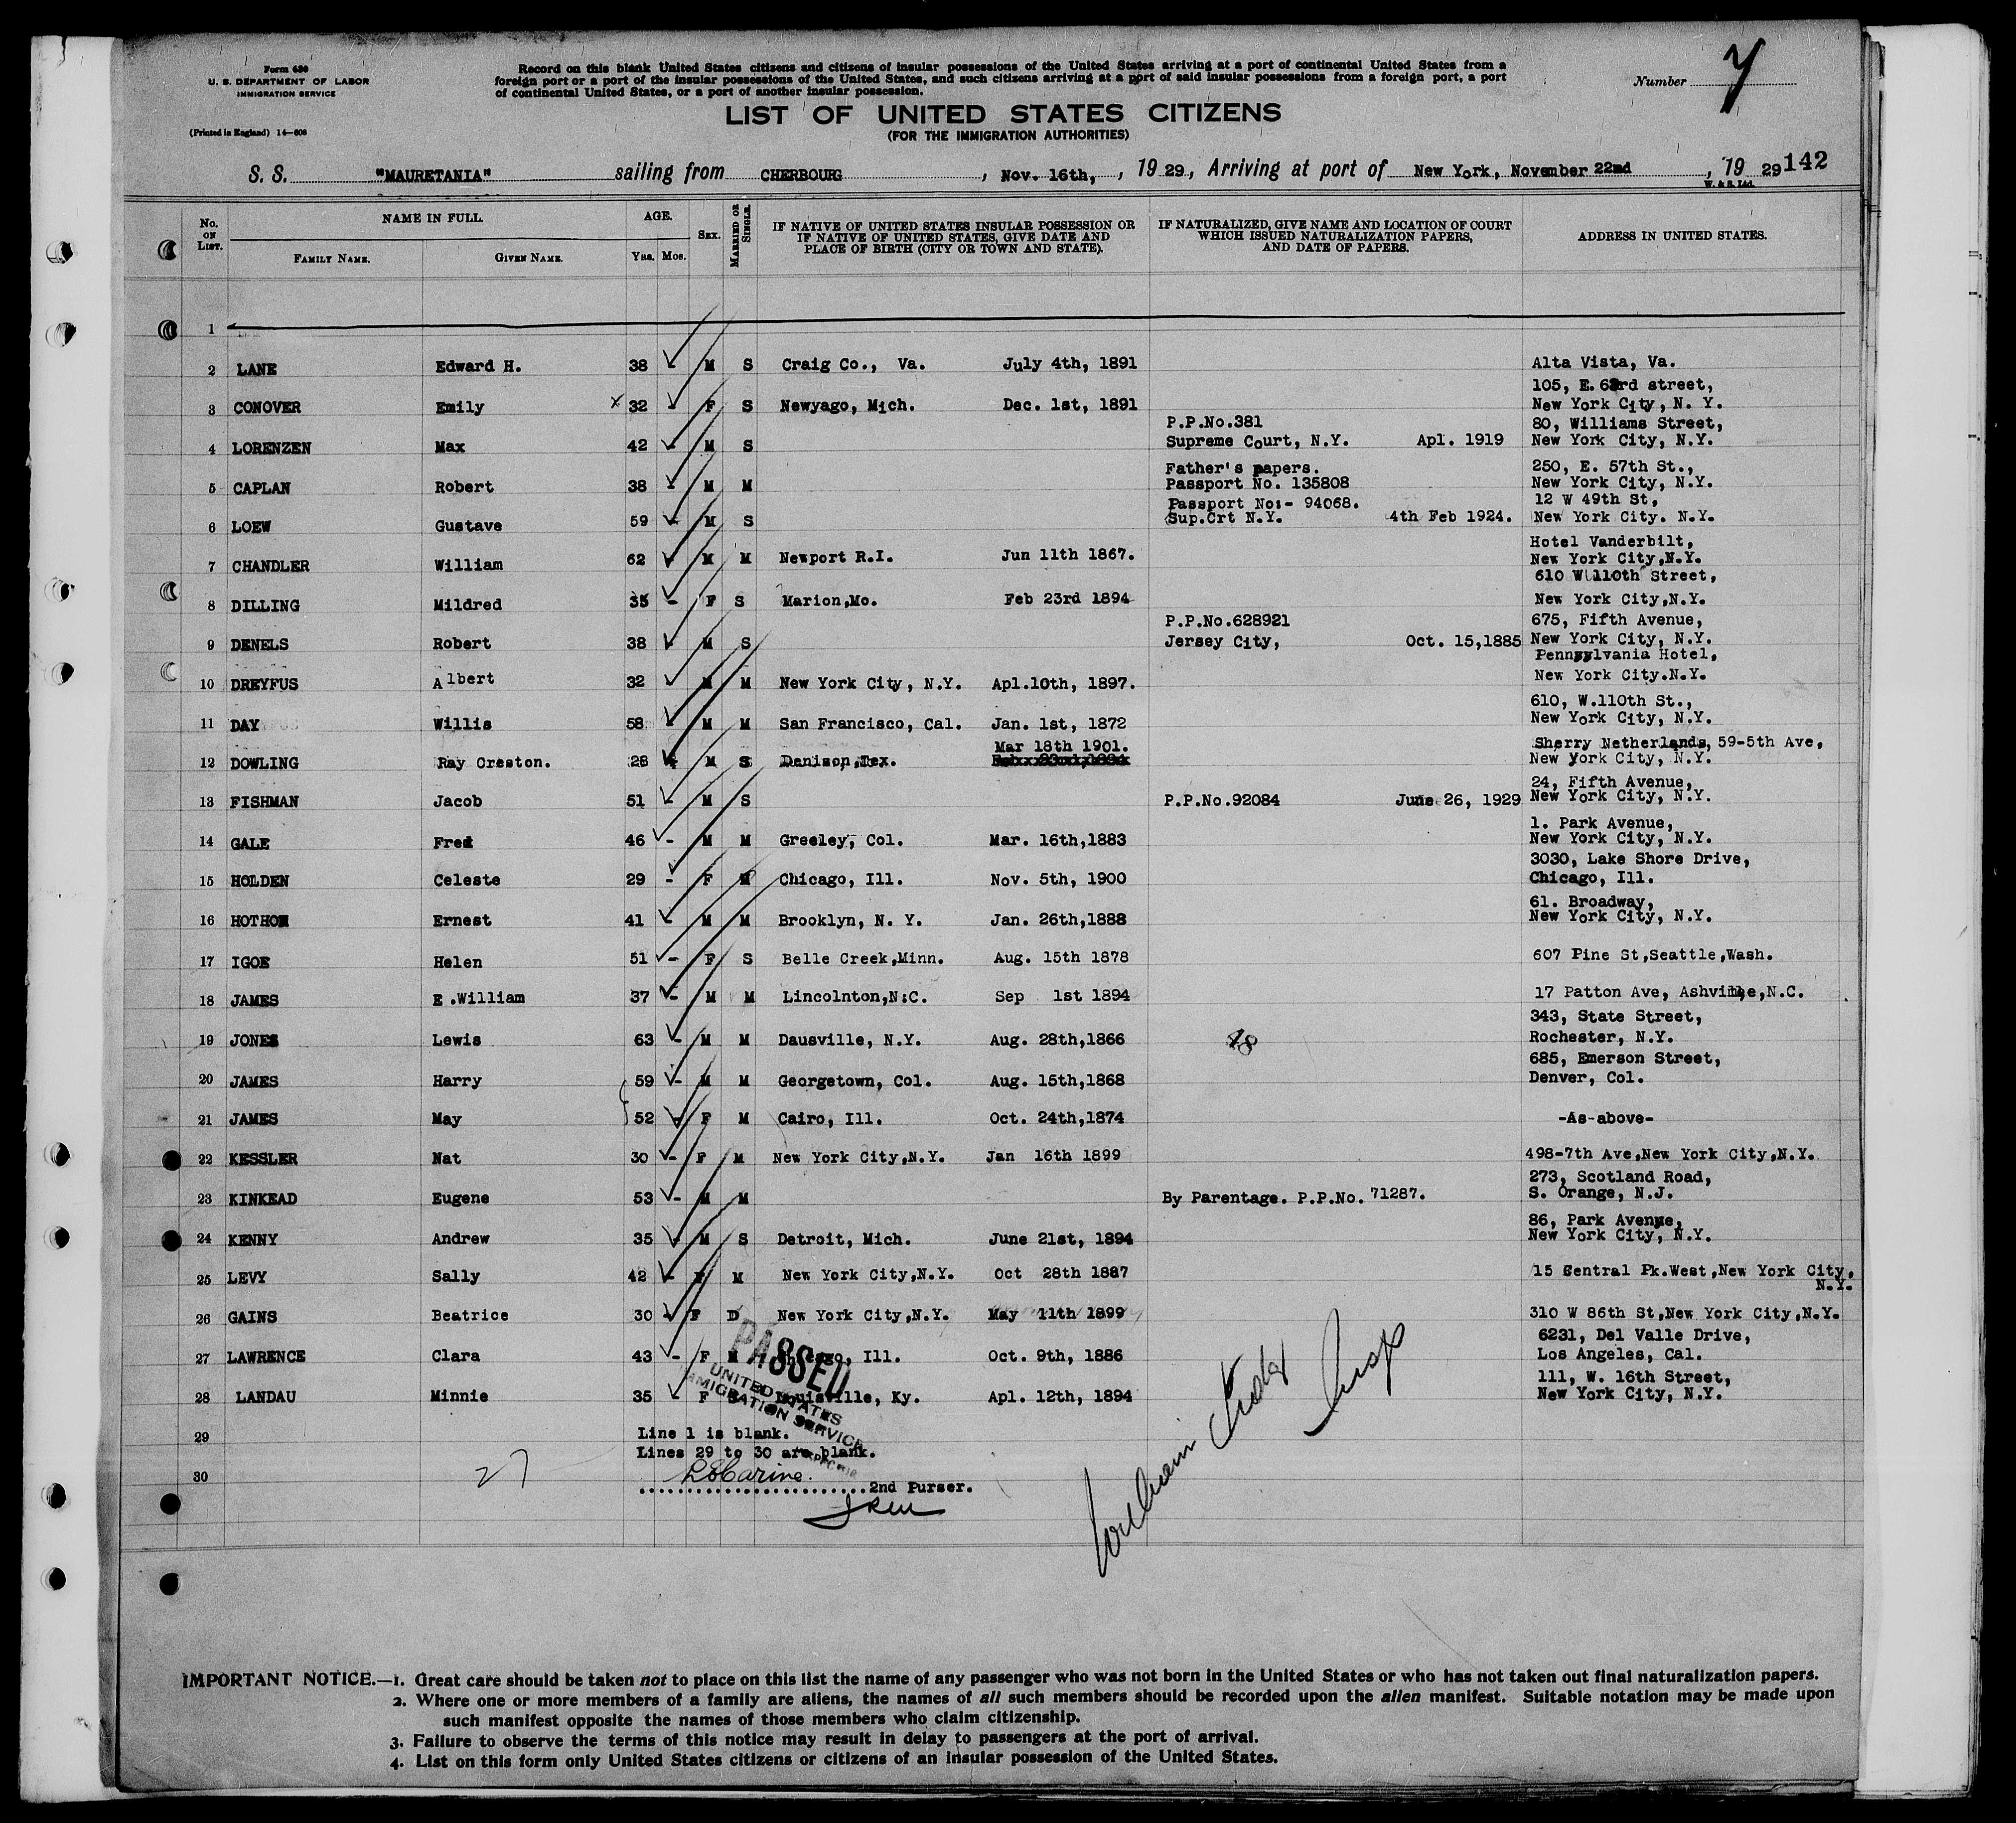 Form 630
U. S. DEPARTMENT OF LABOR
IMMIGRATION SERVICE
(Printed in England) 14—608
Record on this blank United States citizens and citizens of insular possessions of the United States arriving at a port of continental United States from a
foreign port or a port of the insular possessions of the United States, and such citizens arriving at a port of said insular possessions from a foreign port, a port
of continental United States, or a port of another insular possession.
Number 7
LIST OF UNITED STATES CITIZENS
(FOR THE IMMIGRATION AUTHORITIES)
S. S. "MAURETANIA" sailing from CHERBOURG, Nov. 16th, 1929, Arriving at port of New York, November 22nd, 19 29 142
W. & S. Ltd.
No. ON LIST. NAME IN FULL. FAMILY NAME. GIVEN NAME. AGE. YRS. MOS. SEX. MARRIED OR SINGLE. IF NATIVE OF UNITED STATES INSULAR POSSESSION OR IF NATIVE OF UNITED STATES, GIVE DATE AND PLACE OF BIRTH (CITY OR TOWN AND STATE). IF NATURALIZED, GIVE NAME AND LOCATION OF COURT WHICH ISSUED NATURALIZATION PAPERS, AND DATE OF PAPERS. ADDRESS IN UNITED STATES.
1
2 LANE Edward H. 38 M S Craig Co., Va. July 4th, 1891 Alta Vista, Va.
3 CONOVER Emily x 32 - F S Newyago, Mich. Dec. 1st, 1891 105, E. 63rd street, New York City, N. Y.
4 LORENZEN Max 42 - M S P.P.No.381 Supreme Court, N.Y. Apl. 1919 80, Williams Street, New York City, N.Y.
5 CAPLAN Robert 38 - M M Father's papers. Passport No. 135808 250, E. 57th St., New York City, N.Y.
6 LOEW Gustave 59 - M S Passport No:- 94068. Sup.Crt N.Y. 4th Feb 1924. 12 W 49th St, New York City. N.Y.
7 CHANDLER William 62 - M M Newport R.I. Jun 11th 1867. Hotel Vanderbilt, New York City,N.Y.
8 DILLING Mildred 35 - F S Marion,Mo. Feb 23rd 1894 610 W 110th Street, New York City,N.Y.
9 DENELS Robert 38 - M S P.P.No.628921 Jersey City, Oct. 15,1885 675, Fifth Avenue, New York City, N.Y.
10 DREYFUS Albert 32 M M New York City, N.Y. Apl.10th, 1897. Pennsylvania Hotel, New York City.N.Y.
11 DAY Willis 58 - M M San Francisco, Cal. Jan. 1st, 1872 610, W.110th St., New York City, N.Y.
12 DOWLING Ray Creston. 28 M S Denison,Tex. Mar 18th 1901. Sherry Netherlands, 59-5th Ave, New York City, N.Y.
13 FISHMAN Jacob 51 - M S P.P.No.92084 June 26, 1929 24, Fifth Avenue, New York City, N.Y.
14 GALE Fred 46 - M M Greeley, Col. Mar. 16th,1883 1. Park Avenue, New York City, N.Y.
15 HOLDEN Celeste 29 - F M Chicago, Ill. Nov. 5th, 1900 3030, Lake Shore Drive, Chicago, Ill.
16 HOTHOM Ernest 41 - M M Brooklyn, N. Y. Jan. 26th,1888 61. Broadway, New York City, N.Y.
17 IGOE Helen 51 - F S Belle Creek,Minn. Aug. 15th 1878 607 Pine St,Seattle,Wash.
18 JAMES E.William 37 - M M Lincolnton,N:C. Sep 1st 1894 17 Patton Ave, Ashville,N.C.
19 JONES Lewis 63 - M M Dausville, N.Y. Aug. 28th,1866 343, State Street, Rochester, N.Y.
20 JAMES Harry 59 - M M Georgetown, Col. Aug. 15th,1868 685, Emerson Street, Denver, Col.
21 JAMES May 52 - F M Cairo, Ill. Oct. 24th,1874 -As-above-
22 KESSLER Nat 30 - F M New York City,N.Y. Jan 16th 1899 498-7th Ave,New York City,N.Y.
23 KINKEAD Eugene 53 - M M By Parentage. P.P.No. 71287. 273, Scotland Road, S. Orange, N.J.
24 KENNY Andrew 35 - M S Detroit, Mich. June 21st, 1894 86, Park Avenue, New York City, N.Y.
25 LEVY Sally 42 - F M New York City,N.Y. Oct 28th 1887 15 Central Pk.West,New York City, N.Y.
26 GAINS Beatrice 30 - F D New York City,N.Y. May 11th 1899 310 W 86th St,New York City,N.Y.
27 LAWRENCE Clara 43 - F M Chicago, Ill. Oct. 9th, 1886 6231, Del Valle Drive, Los Angeles, Cal.
28 LANDAU Minnie 35 - F Louisville, Ky. Apl. 12th, 1894 111, W. 16th Street, New York City, N.Y.
PASSED
UNITED STATES
IMMIGRATION SERVICE
29 Line 1 is blank.
Lines 29 to 30 are blank.
30 27
2nd Purser.
William
IMPORTANT NOTICE.—1. Great care should be taken not to place on this list the name of any passenger who was not born in the United States or who has not taken out final naturalization papers.
2. Where one or more members of a family are aliens, the names of all such members should be recorded upon the alien manifest. Suitable notation may be made upon
such manifest opposite the names of those members who claim citizenship.
3. Failure to observe the terms of this notice may result in delay to passengers at the port of arrival.
4. List on this form only United States citizens or citizens of an insular possession of the United States.